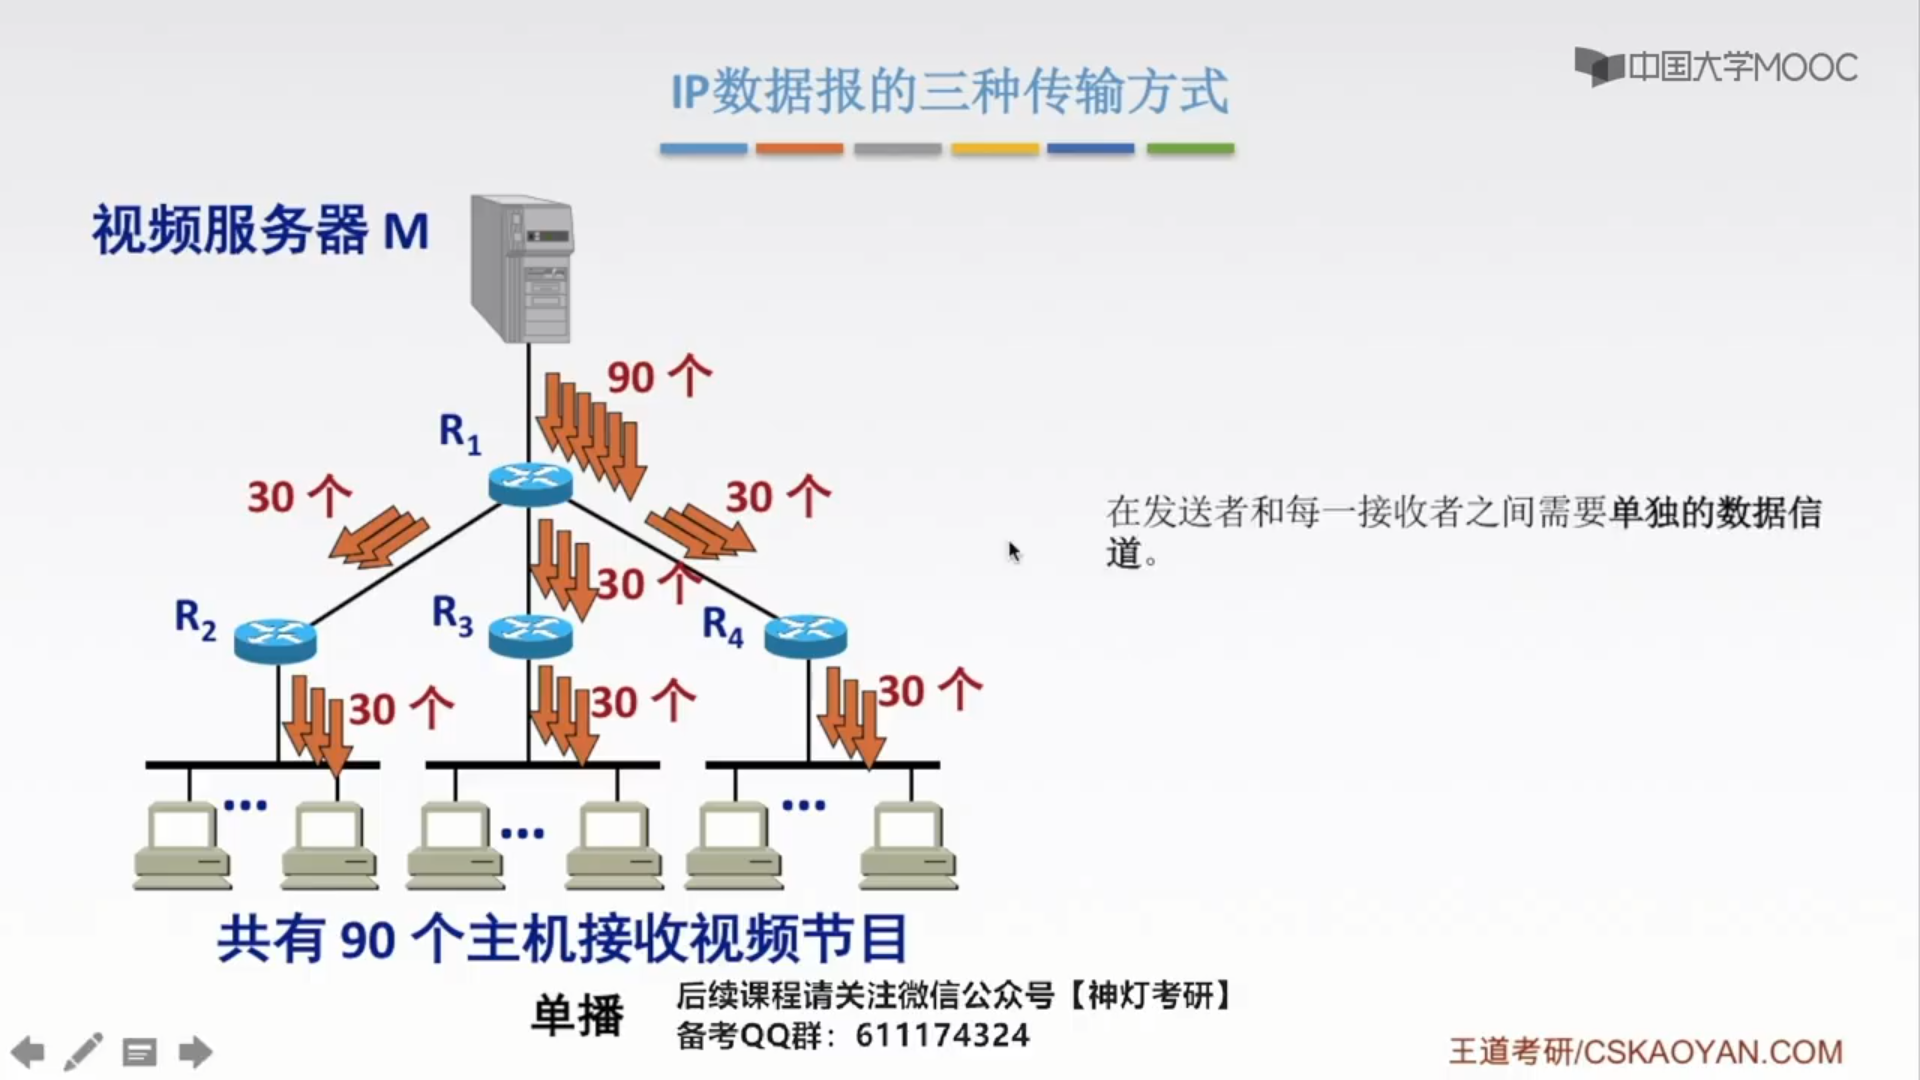 中国大学MOOC
IP数据报的三种传输方式
视频服务器 M
90 个
R1
30 个
30 个
30 个
R2
R3
R4
30 个
30 个
30 个
在发送者和每一接收者之间需要单独的数据信
道。
...
...
...
共有 90 个主机接收视频节目
单播
后续课程请关注微信公众号【神灯考研】
备考QQ群：611174324
王道考研/CSKAOYAN.COM